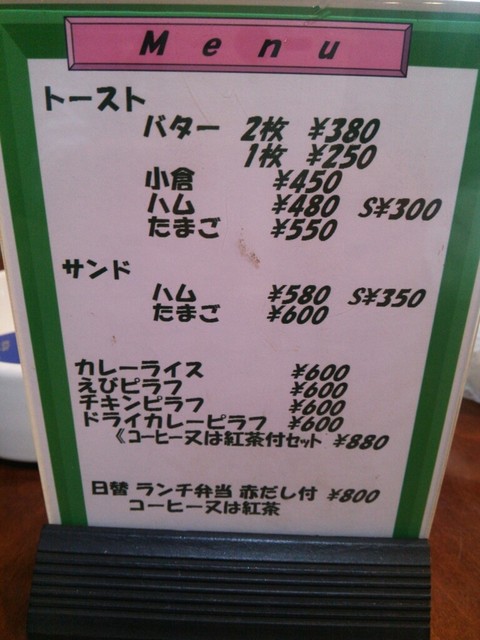 Menu
トースト
バター 2枚 ¥380
1枚 ¥250
小倉 ¥450
ハム ¥480 S¥300
たまご ¥550
サンド
ハム ¥580 S¥350
たまご ¥600
カレーライス ¥600
えびピラフ ¥600
チキンピラフ ¥600
ドライカレーピラフ ¥600
《コーヒー又は紅茶付セット ¥880
日替 ランチ弁当 赤だし付 ¥800
コーヒー又は紅茶